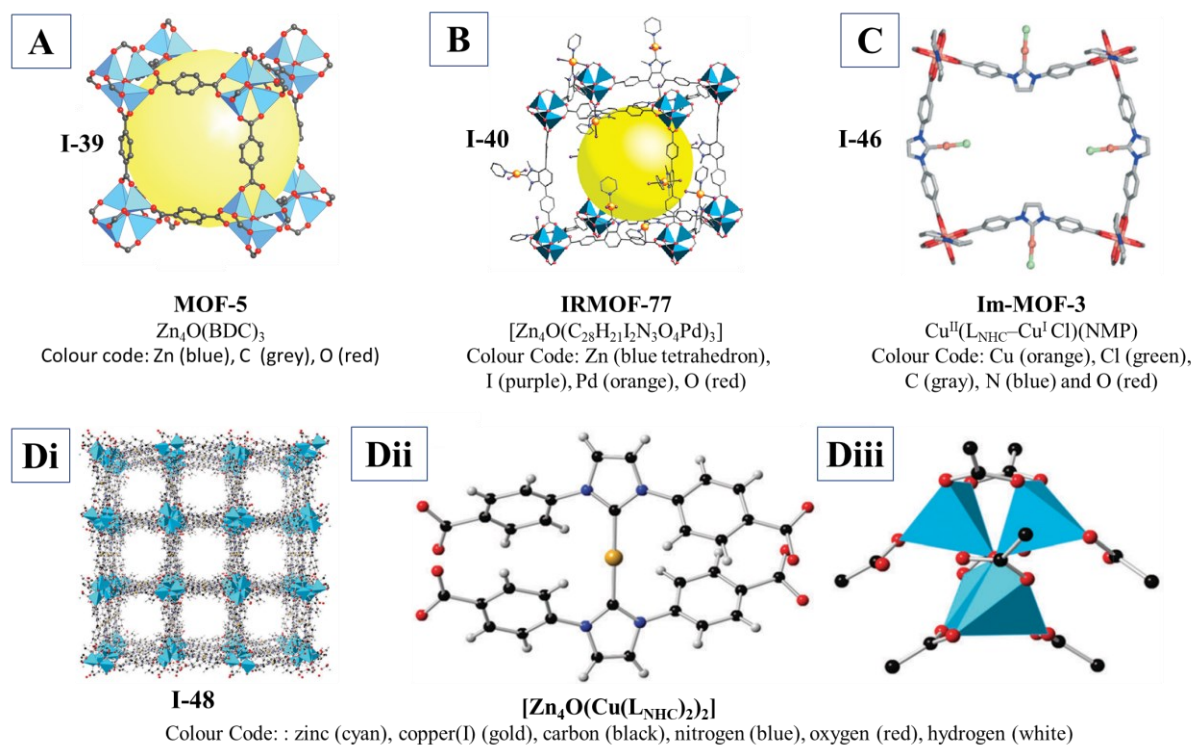 A
I-39
MOF-5
Zn₄O(BDC)₃
Colour code: Zn (blue), C (grey), O (red)
B
I-40
IRMOF-77
[Zn₄O(C₂₈H₂₁I₂N₃O₄Pd)₃]
Colour Code: Zn (blue tetrahedron),
I (purple), Pd (orange), O (red)
C
I-46
Im-MOF-3
Cuᴵᴵ(L_NHC–Cuᴵ Cl)(NMP)
Colour Code: Cu (orange), Cl (green),
C (gray), N (blue) and O (red)
Di
I-48
Dii
[Zn₄O(Cu(L_NHC)₂)₂]
Diii
Colour Code: : zinc (cyan), copper(I) (gold), carbon (black), nitrogen (blue), oxygen (red), hydrogen (white)